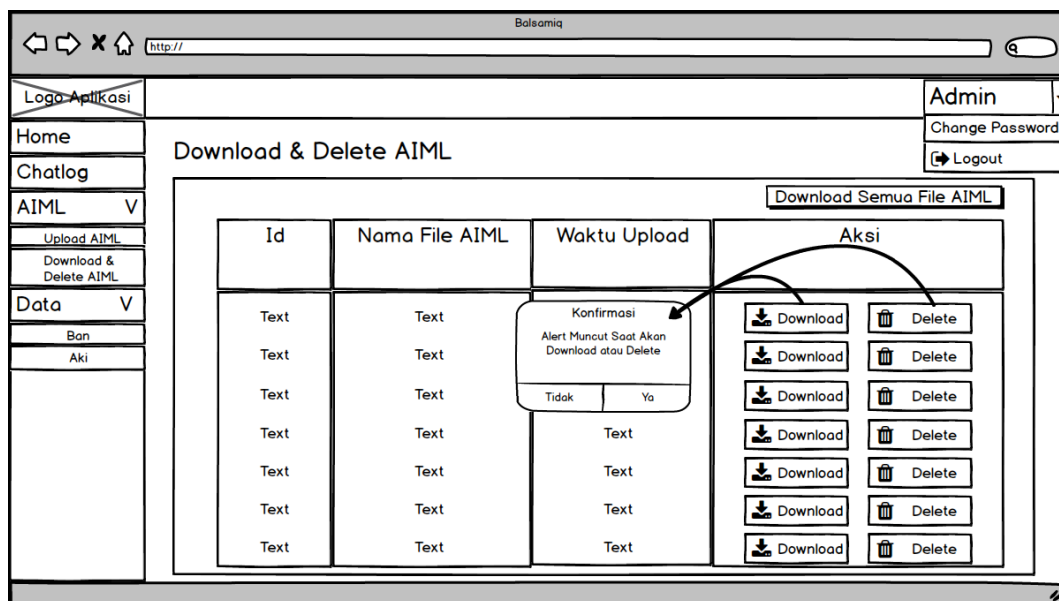 Balsamiq
http://
Logo Aplikasi
Admin
Change Password
Logout
Home
Chatlog
AIML V
Upload AIML
Download &
Delete AIML
Data V
Ban
Aki
Download & Delete AIML
Download Semua File AIML
Id Nama File AIML Waktu Upload Aksi
Text Text Download Delete
Text Text Download Delete
Text Text Download Delete
Konfirmasi
Alert Muncut Saat Akan
Download atau Delete
Tidak Ya
Text Text Text Download Delete
Text Text Text Download Delete
Text Text Text Download Delete
Text Text Text Download Delete